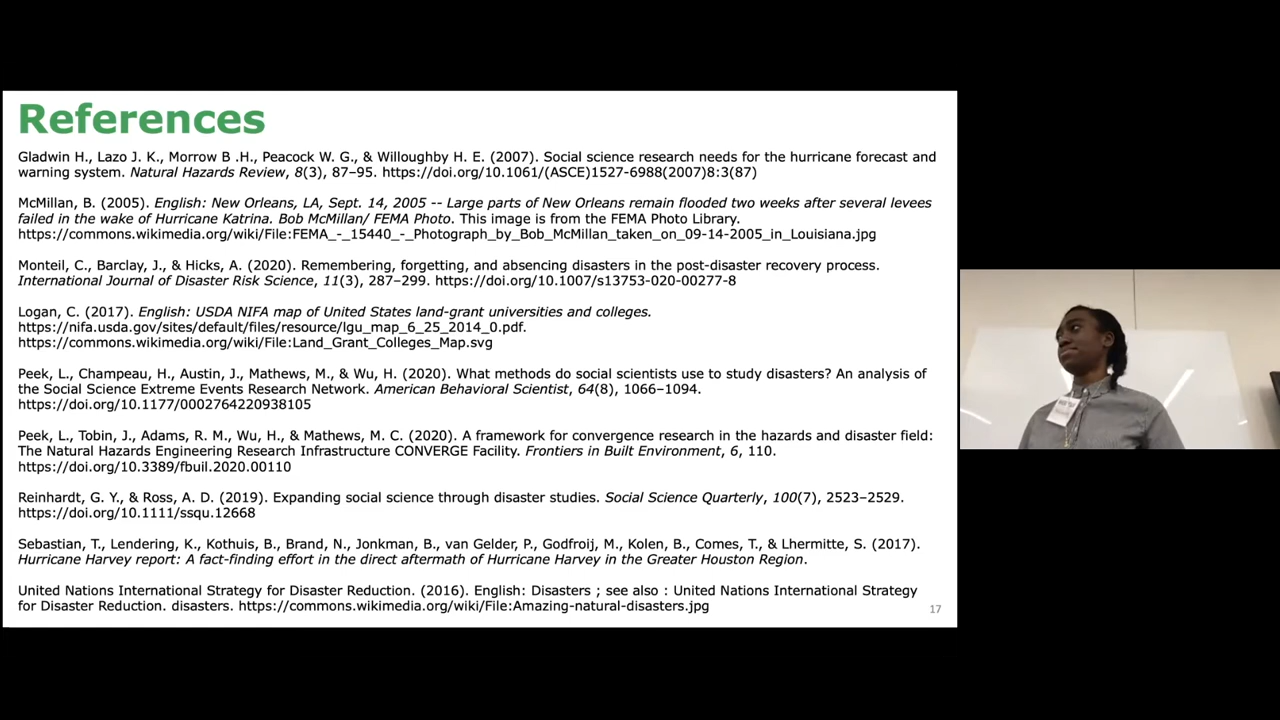 References
Gladwin H., Lazo J. K., Morrow B .H., Peacock W. G., & Willoughby H. E. (2007). Social science research needs for the hurricane forecast and
warning system. Natural Hazards Review, 8(3), 87–95. https://doi.org/10.1061/(ASCE)1527-6988(2007)8:3(87)
McMillan, B. (2005). English: New Orleans, LA, Sept. 14, 2005 -- Large parts of New Orleans remain flooded two weeks after several levees
failed in the wake of Hurricane Katrina. Bob McMillan/ FEMA Photo. This image is from the FEMA Photo Library.
https://commons.wikimedia.org/wiki/File:FEMA_-_15440_-_Photograph_by_Bob_McMillan_taken_on_09-14-2005_in_Louisiana.jpg
Monteil, C., Barclay, J., & Hicks, A. (2020). Remembering, forgetting, and absencing disasters in the post-disaster recovery process.
International Journal of Disaster Risk Science, 11(3), 287–299. https://doi.org/10.1007/s13753-020-00277-8
Logan, C. (2017). English: USDA NIFA map of United States land-grant universities and colleges.
https://nifa.usda.gov/sites/default/files/resource/lgu_map_6_25_2014_0.pdf.
https://commons.wikimedia.org/wiki/File:Land_Grant_Colleges_Map.svg
Peek, L., Champeau, H., Austin, J., Mathews, M., & Wu, H. (2020). What methods do social scientists use to study disasters? An analysis of
the Social Science Extreme Events Research Network. American Behavioral Scientist, 64(8), 1066–1094.
https://doi.org/10.1177/0002764220938105
Peek, L., Tobin, J., Adams, R. M., Wu, H., & Mathews, M. C. (2020). A framework for convergence research in the hazards and disaster field:
The Natural Hazards Engineering Research Infrastructure CONVERGE Facility. Frontiers in Built Environment, 6, 110.
https://doi.org/10.3389/fbuil.2020.00110
Reinhardt, G. Y., & Ross, A. D. (2019). Expanding social science through disaster studies. Social Science Quarterly, 100(7), 2523–2529.
https://doi.org/10.1111/ssqu.12668
Sebastian, T., Lendering, K., Kothuis, B., Brand, N., Jonkman, B., van Gelder, P., Godfroij, M., Kolen, B., Comes, T., & Lhermitte, S. (2017).
Hurricane Harvey report: A fact-finding effort in the direct aftermath of Hurricane Harvey in the Greater Houston Region.
United Nations International Strategy for Disaster Reduction. (2016). English: Disasters ; see also : United Nations International Strategy
for Disaster Reduction. disasters. https://commons.wikimedia.org/wiki/File:Amazing-natural-disasters.jpg
17